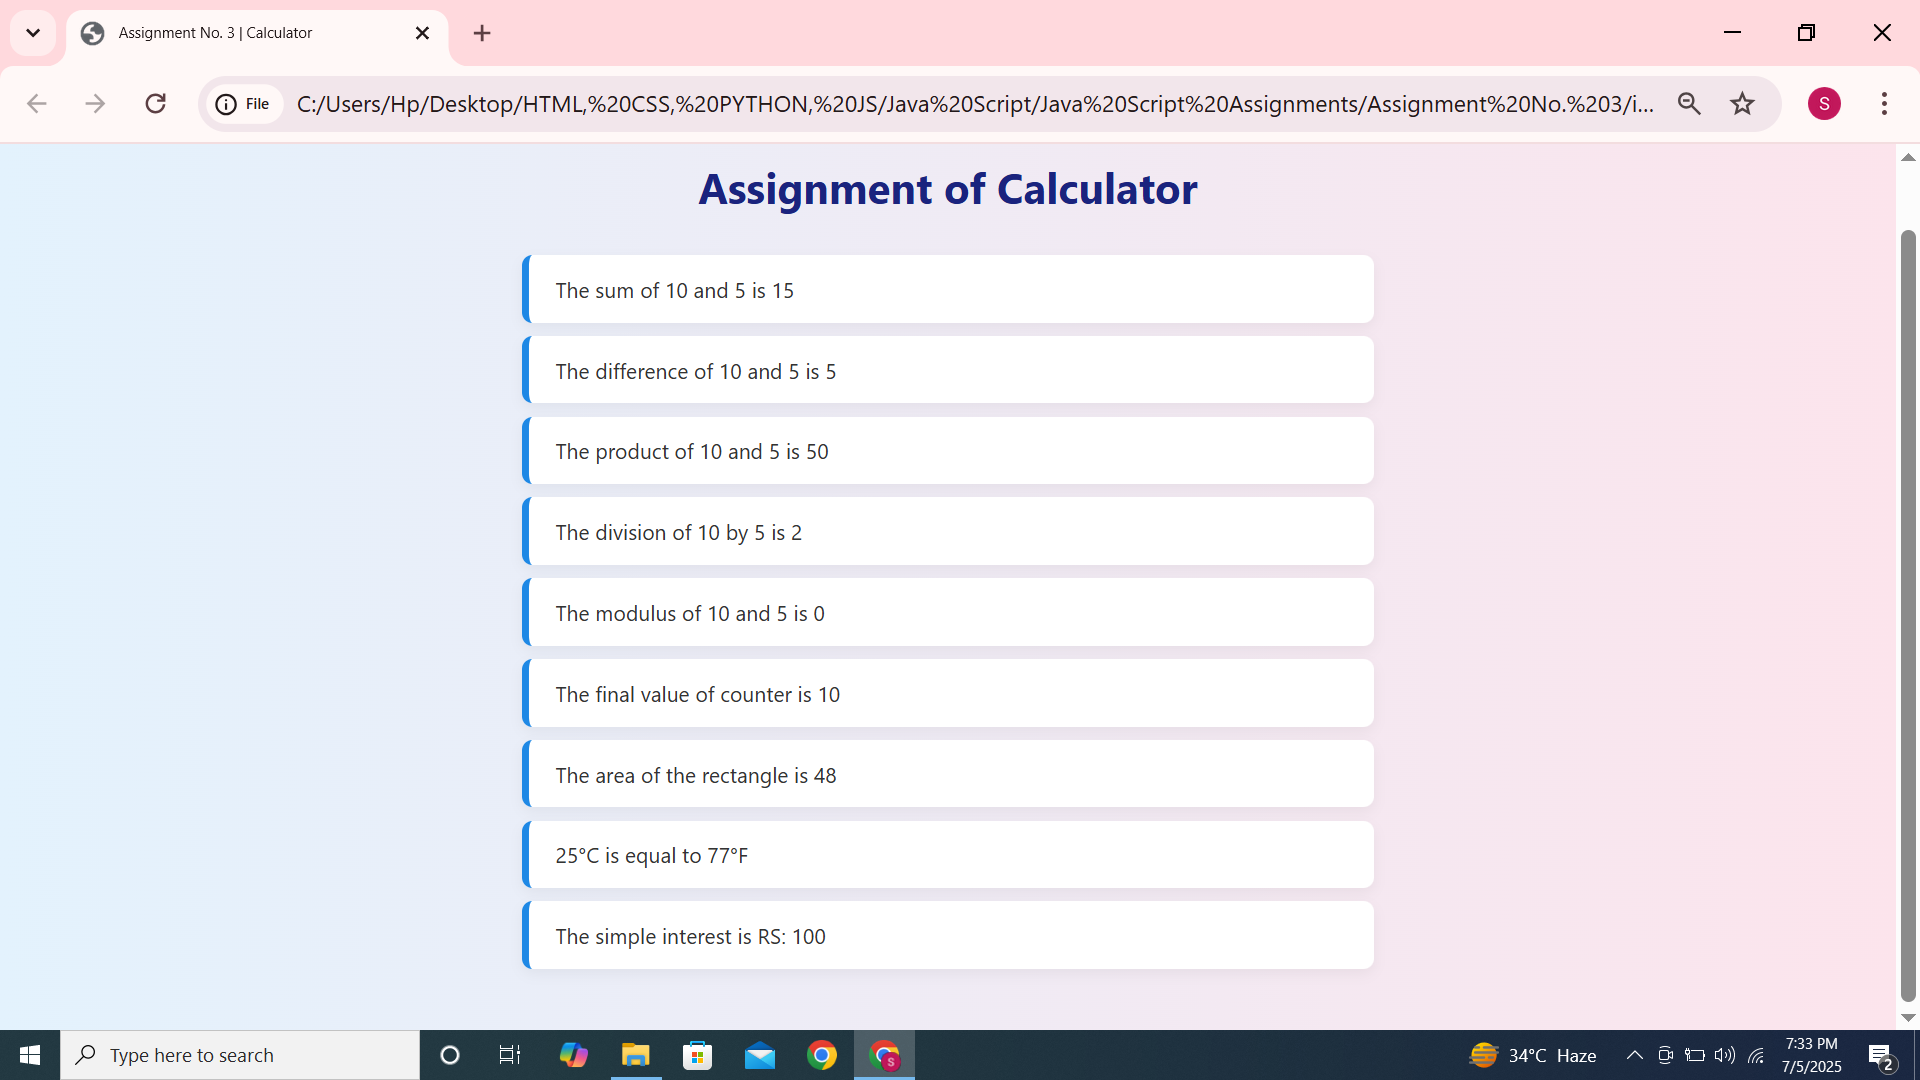 Assignment No. 3 | Calculator
File
C:/Users/Hp/Desktop/HTML,%20CSS,%20PYTHON,%20JS/Java%20Script/Java%20Script%20Assignments/Assignment%20No.%203/i...
S
Assignment of Calculator
The sum of 10 and 5 is 15
The difference of 10 and 5 is 5
The product of 10 and 5 is 50
The division of 10 by 5 is 2
The modulus of 10 and 5 is 0
The final value of counter is 10
The area of the rectangle is 48
25°C is equal to 77°F
The simple interest is RS: 100
Type here to search
S
34°C Haze
7:33 PM
7/5/2025
2